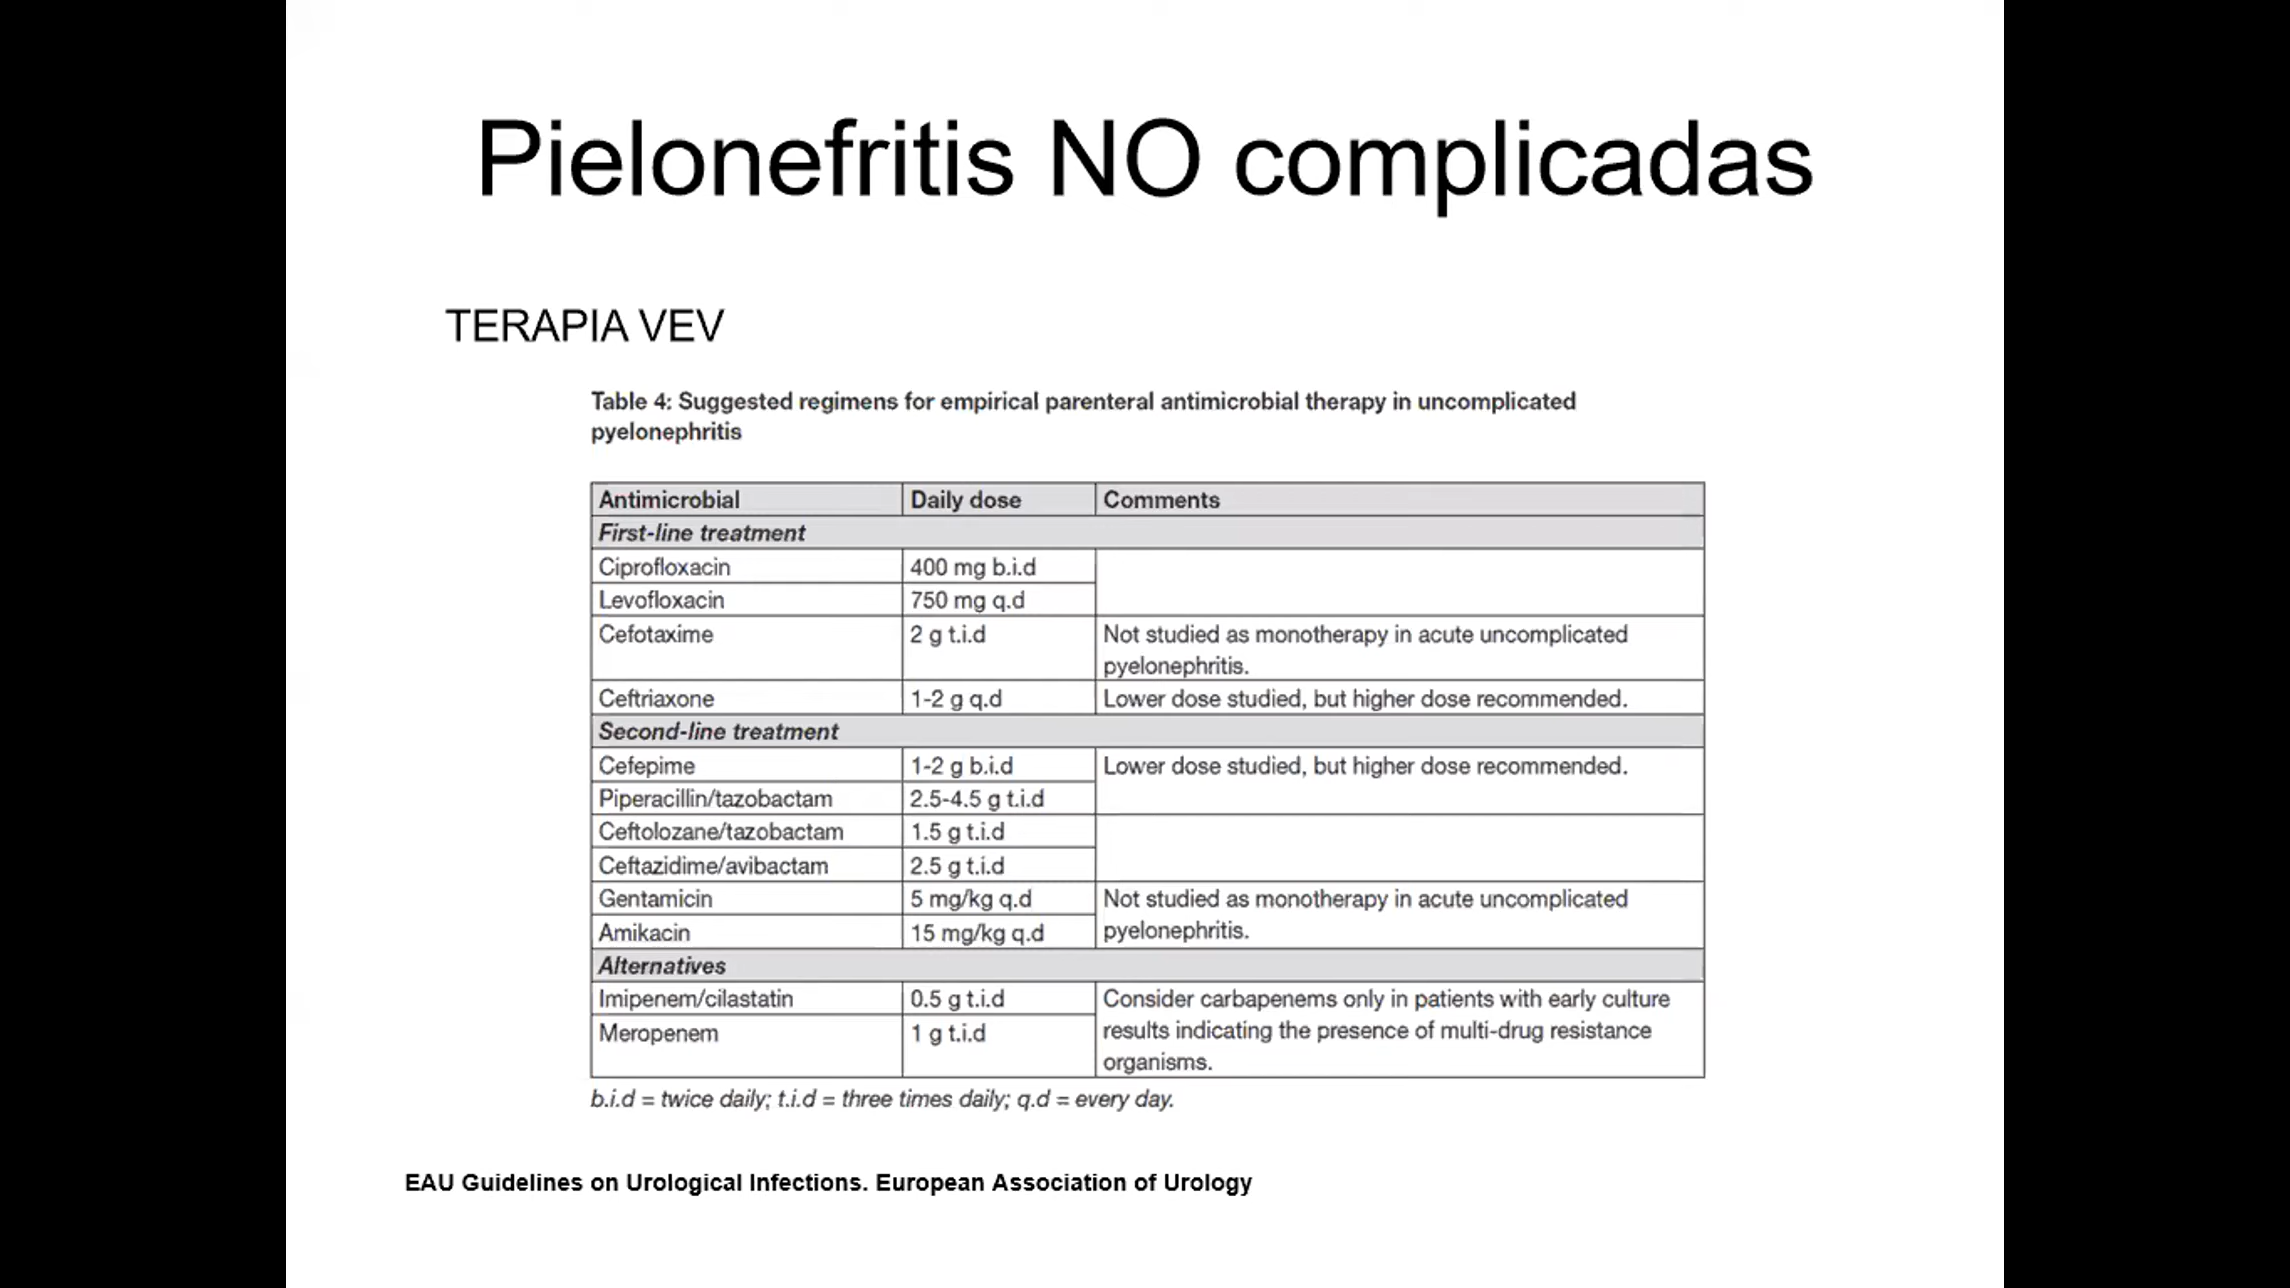 Pielonefritis NO complicadas
TERAPIA VEV
Table 4: Suggested regimens for empirical parenteral antimicrobial therapy in uncomplicated
pyelonephritis
Antimicrobial Daily dose Comments
First-line treatment
Ciprofloxacin 400 mg b.i.d
Levofloxacin 750 mg q.d
Cefotaxime 2 g t.i.d Not studied as monotherapy in acute uncomplicated
pyelonephritis.
Ceftriaxone 1-2 g q.d Lower dose studied, but higher dose recommended.
Second-line treatment
Cefepime 1-2 g b.i.d Lower dose studied, but higher dose recommended.
Piperacillin/tazobactam 2.5-4.5 g t.i.d
Ceftolozane/tazobactam 1.5 g t.i.d
Ceftazidime/avibactam 2.5 g t.i.d
Gentamicin 5 mg/kg q.d Not studied as monotherapy in acute uncomplicated
Amikacin 15 mg/kg q.d pyelonephritis.
Alternatives
Imipenem/cilastatin 0.5 g t.i.d Consider carbapenems only in patients with early culture
Meropenem 1 g t.i.d results indicating the presence of multi-drug resistance
organisms.
b.i.d = twice daily; t.i.d = three times daily; q.d = every day.
EAU Guidelines on Urological Infections. European Association of Urology